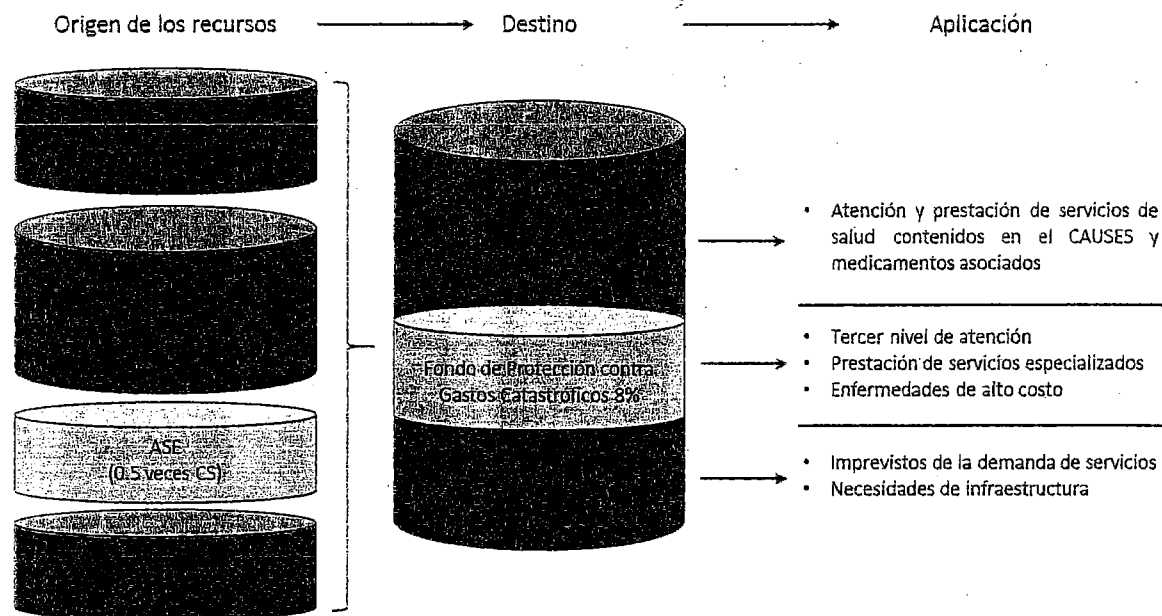 Origen de los recursos
Destino
Aplicación
ASE
(0.5 veces CS)
Fondo de Protección contra
Gastos Catastróficos 8%
• Atención y prestación de servicios de
salud contenidos en el CAUSES y
medicamentos asociados
• Tercer nivel de atención
• Prestación de servicios especializados
• Enfermedades de alto costo
• Imprevistos de la demanda de servicios
• Necesidades de infraestructura